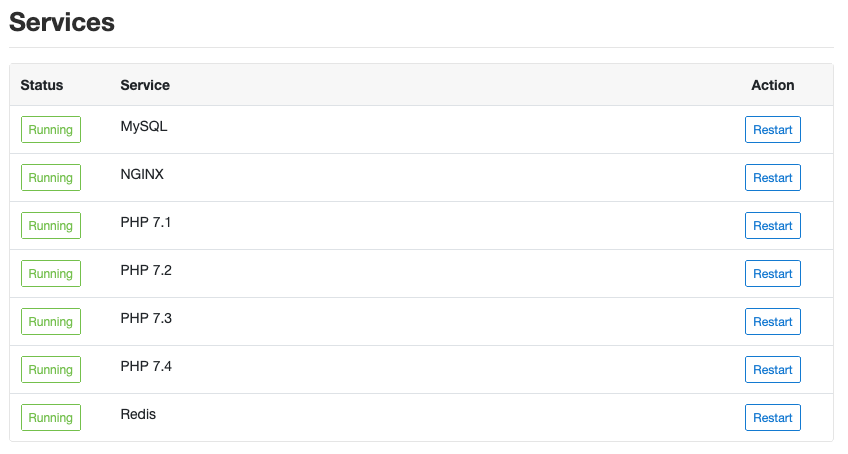 Services
Status Service Action
Running MySQL Restart
Running NGINX Restart
Running PHP 7.1 Restart
Running PHP 7.2 Restart
Running PHP 7.3 Restart
Running PHP 7.4 Restart
Running Redis Restart